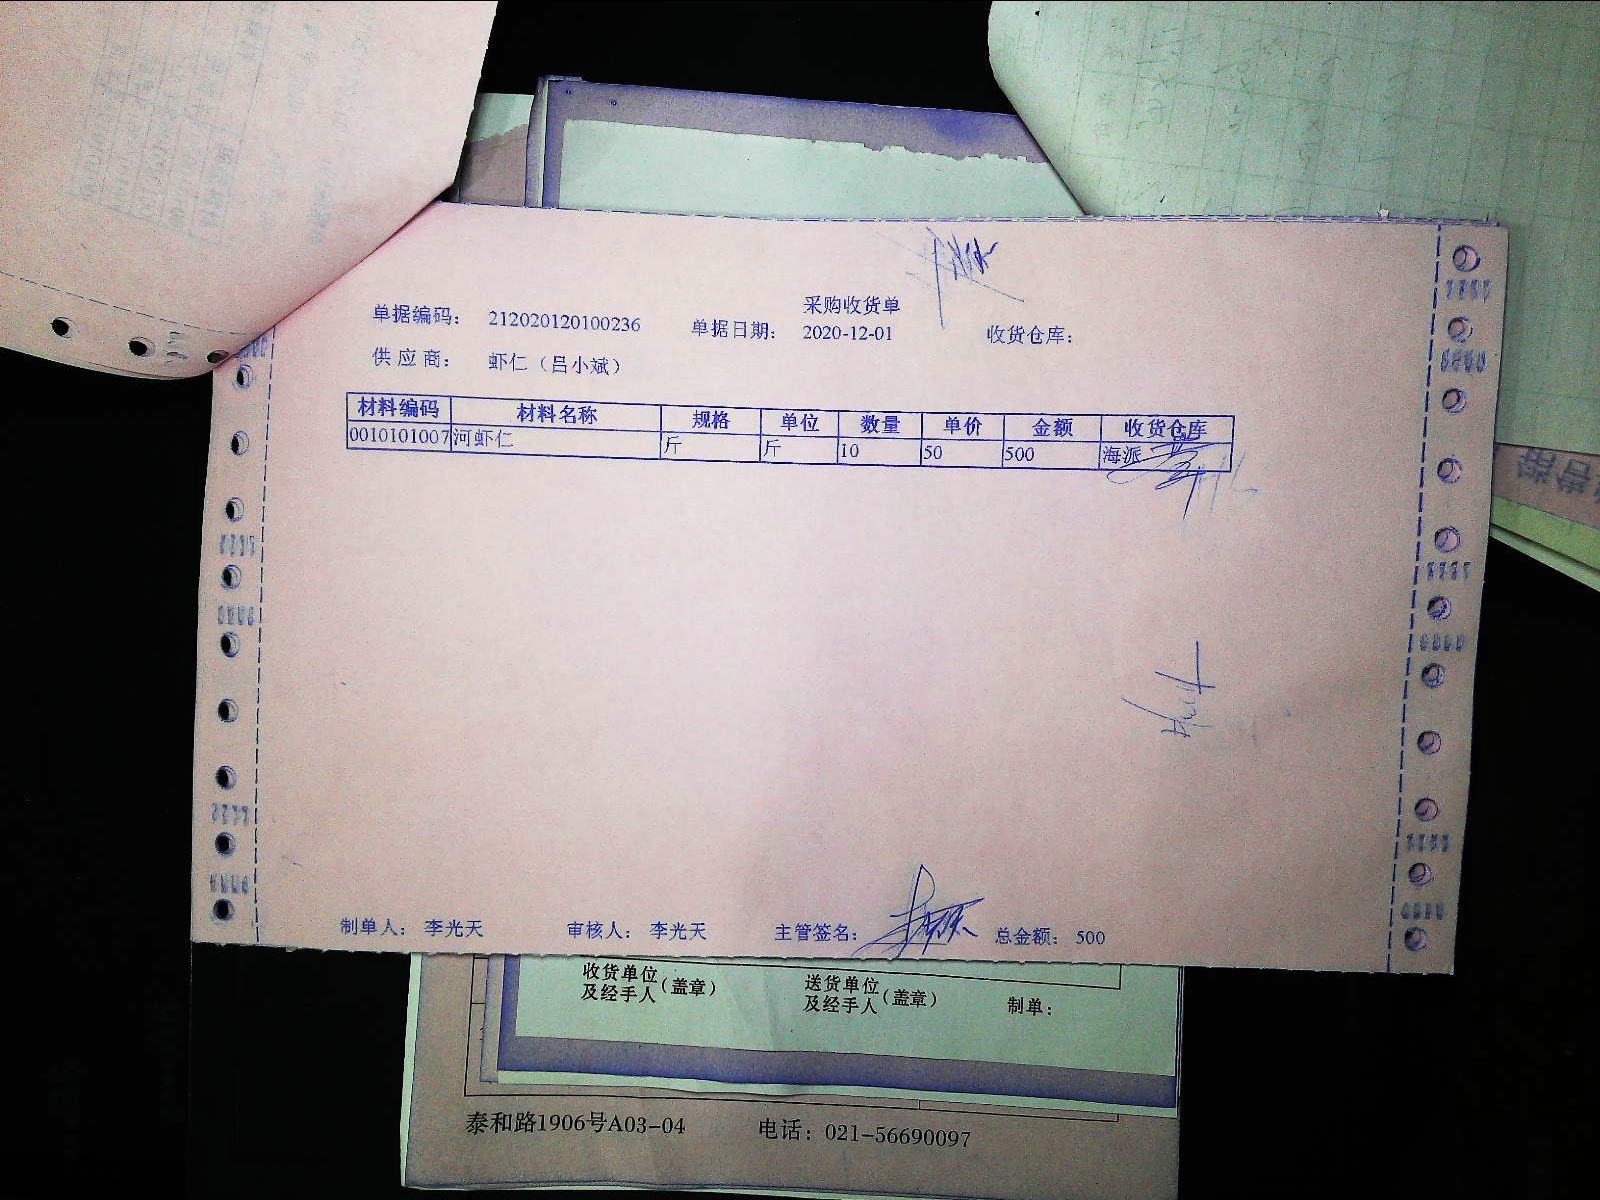 采购收货单
单据编码: 212020120100236 单据日期: 2020-12-01 收货仓库:
供应商: 虾仁（吕小斌）
材料编码 材料名称 规格 单位 数量 单价 金额 收货仓库
0010101007 河虾仁 斤 斤 10 50 500 海派
制单人: 李光天 审核人: 李光天 主管签名: 总金额: 500
收货单位及经手人(盖章) 送货单位及经手人(盖章) 制单:
泰和路1906号A03-04 电话: 021-56690097